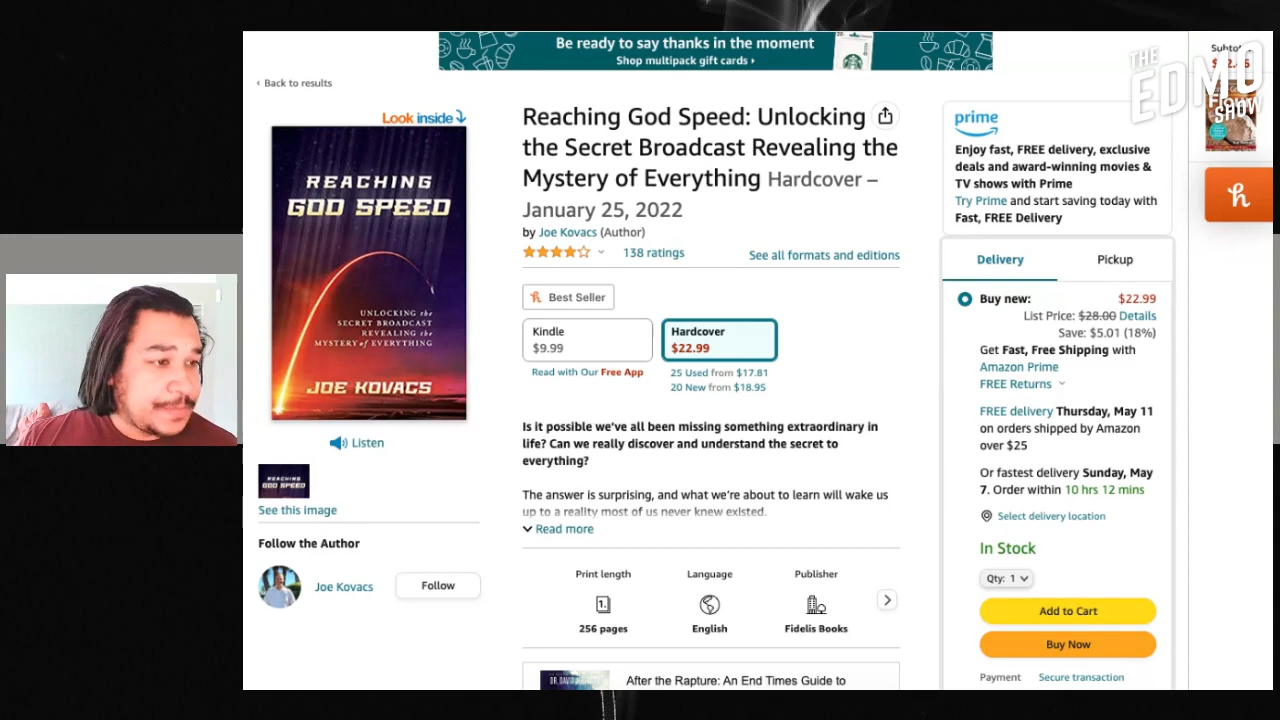 Be ready to say thanks in the moment
Shop multipack gift cards ▸
THE
EDMO
SHOW
‹ Back to results
Look inside
REACHING
GOD SPEED
UNLOCKING the
SECRET BROADCAST
REVEALING the
MYSTERY of EVERYTHING
JOE KOVACS
Listen
REACHING
GOD SPEED
See this image
Follow the Author
Joe Kovacs
Follow
Reaching God Speed: Unlocking
the Secret Broadcast Revealing the
Mystery of Everything Hardcover –
January 25, 2022
by Joe Kovacs (Author)
138 ratings
See all formats and editions
Best Seller
Kindle
$9.99
Hardcover
$22.99
Read with Our Free App
25 Used from $17.81
20 New from $18.95
Is it possible we've all been missing something extraordinary in
life? Can we really discover and understand the secret to
everything?
The answer is surprising, and what we're about to learn will wake us
up to a reality most of us never knew existed.
Read more
Print length
256 pages
Language
English
Publisher
Fidelis Books
After the Rapture: An End Times Guide to
prime
Enjoy fast, FREE delivery, exclusive
deals and award-winning movies &
TV shows with Prime
Try Prime and start saving today with
Fast, FREE Delivery
Delivery
Pickup
Buy new: $22.99
List Price: $28.00 Details
Save: $5.01 (18%)
Get Fast, Free Shipping with
Amazon Prime
FREE Returns
FREE delivery Thursday, May 11
on orders shipped by Amazon
over $25
Or fastest delivery Sunday, May
7. Order within 10 hrs 12 mins
Select delivery location
In Stock
Qty: 1
Add to Cart
Buy Now
Payment Secure transaction